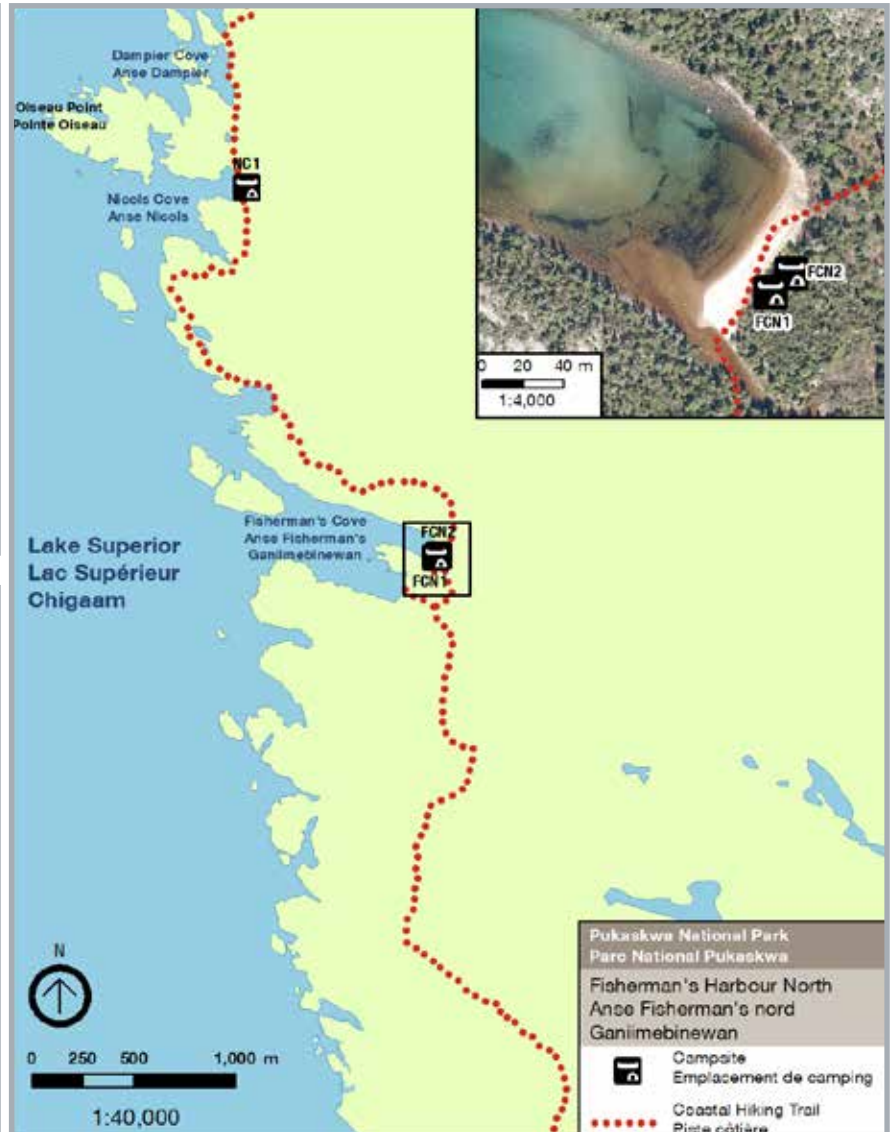 Dampier Cove
Anse Dampier
Oiseau Point
Pointe Oiseau
NC1
Nicols Cove
Anse Nicols
FCN2
FCN1
0 20 40 m
1:4,000
Fisherman's Cove
Anse Fisherman's
Ganiimebinewan
FCN2
FCN1
Lake Superior
Lac Supérieur
Chigaam
N
0 250 500 1,000 m
1:40,000
Pukaskwa National Park
Parc National Pukaskwa
Fisherman's Harbour North
Anse Fisherman's nord
Ganiimebinewan
Campsite
Emplacement de camping
Coastal Hiking Trail
Piste côtière